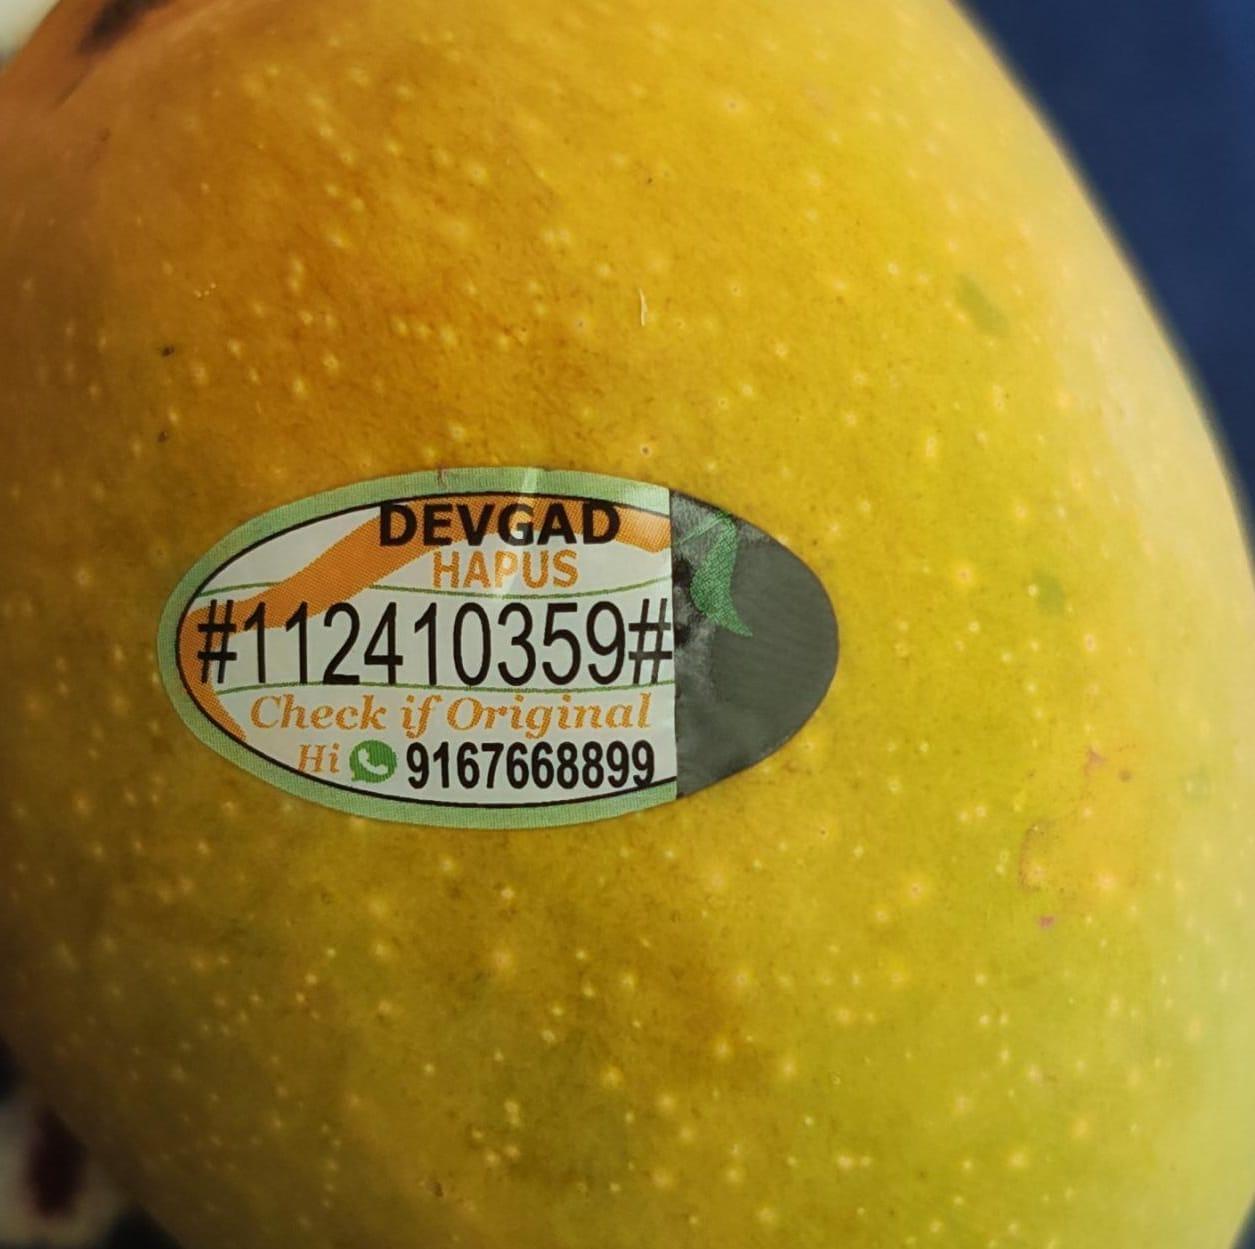 DEVGAD
HAPUS
#112410359#
Check if Original
Hi 9167668899